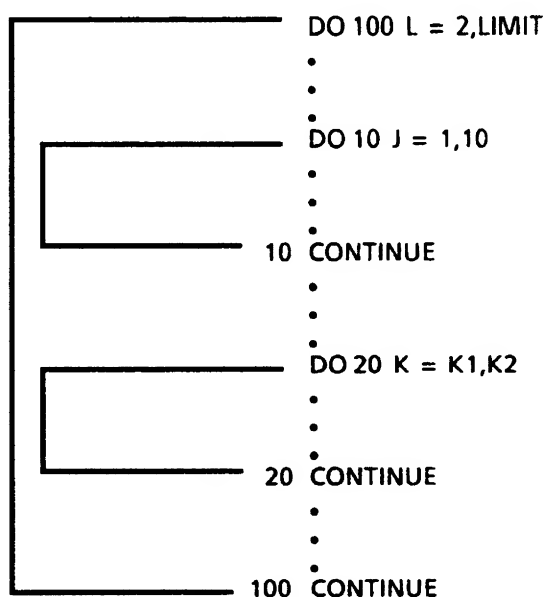 DO 100 L = 2,LIMIT
•
•
•
DO 10 J = 1,10
•
•
•
10 CONTINUE
•
•
•
DO 20 K = K1,K2
•
•
•
20 CONTINUE
•
•
•
100 CONTINUE